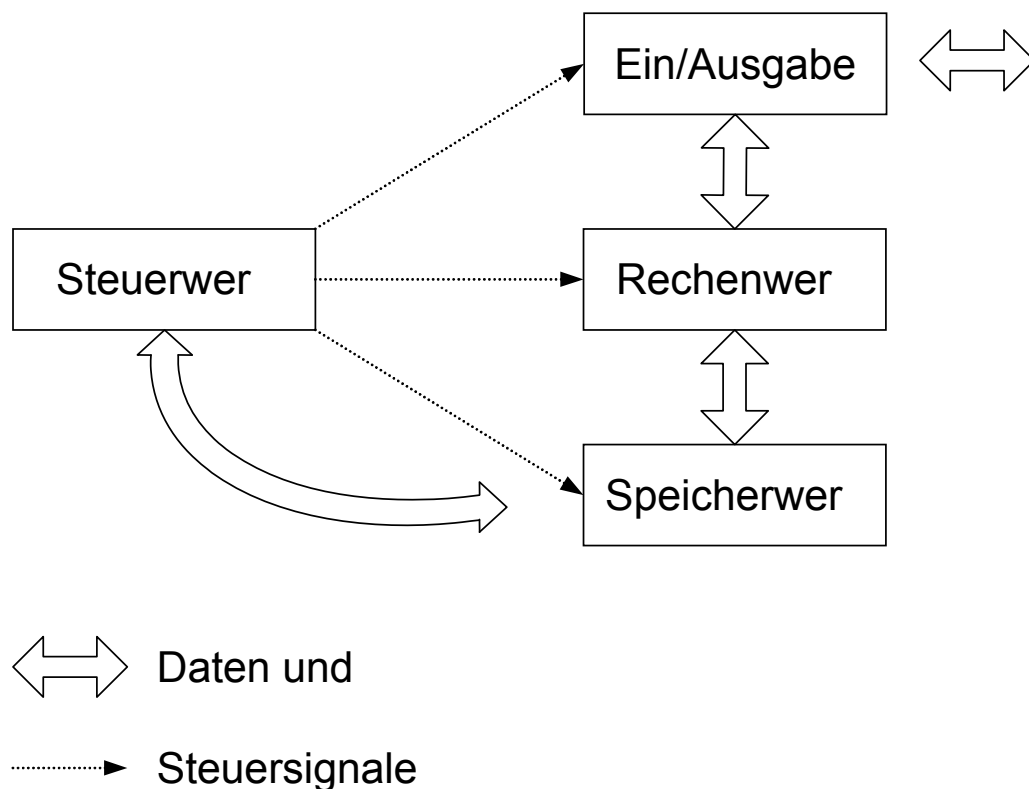 Ein/Ausgabe
Steuerwer
Rechenwer
Speicherwer
Daten und
Steuersignale